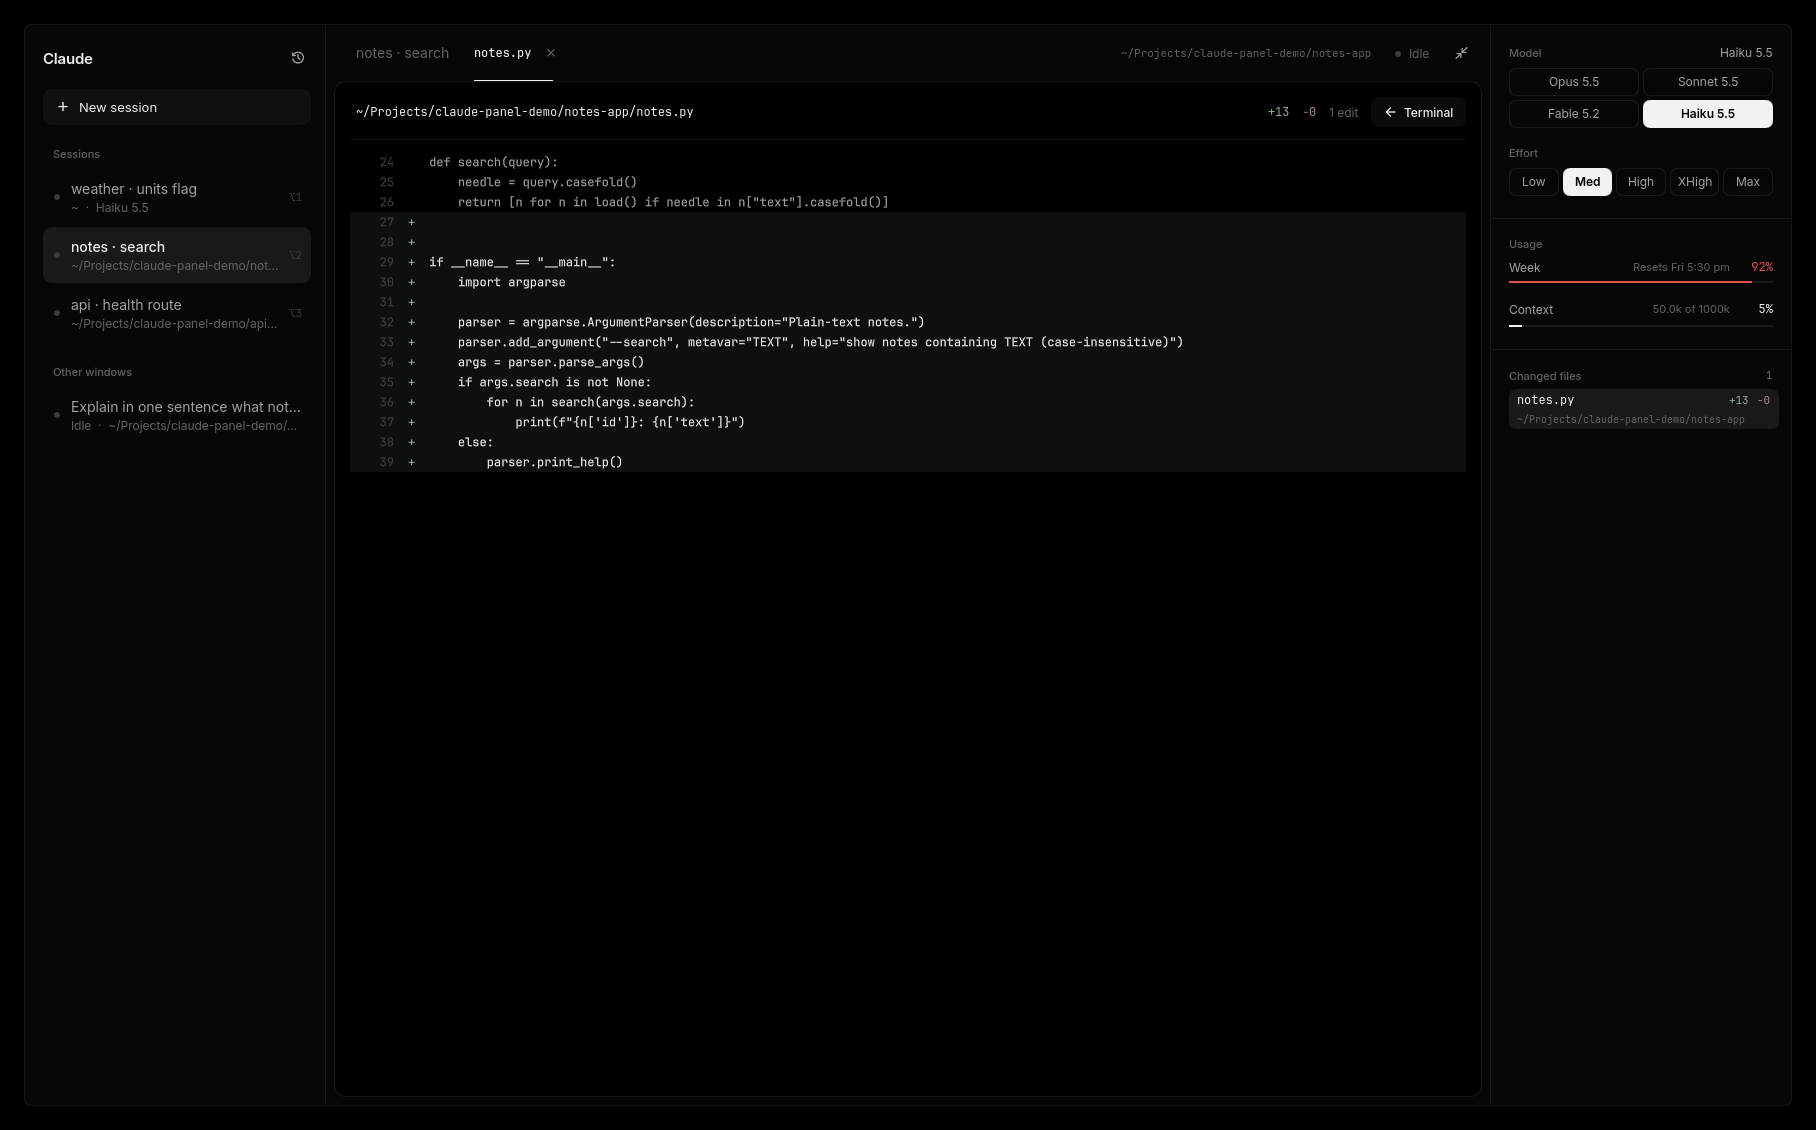 Claude
New session
Sessions
weather · units flag
~ · Haiku 5.5
⌥1
notes · search
~/Projects/claude-panel-demo/not...
⌥2
api · health route
~/Projects/claude-panel-demo/api...
⌥3
Other windows
Explain in one sentence what not...
Idle · ~/Projects/claude-panel-demo/...
notes · search
notes.py
~/Projects/claude-panel-demo/notes-app
Idle
~/Projects/claude-panel-demo/notes-app/notes.py
+13 -0 1 edit
Terminal
24 def search(query):
25     needle = query.casefold()
26     return [n for n in load() if needle in n["text"].casefold()]
27 +
28 +
29 + if __name__ == "__main__":
30 +     import argparse
31 +
32 +     parser = argparse.ArgumentParser(description="Plain-text notes.")
33 +     parser.add_argument("--search", metavar="TEXT", help="show notes containing TEXT (case-insensitive)")
34 +     args = parser.parse_args()
35 +     if args.search is not None:
36 +         for n in search(args.search):
37 +             print(f"{n['id']}: {n['text']}")
38 +     else:
39 +         parser.print_help()
Model
Haiku 5.5
Opus 5.5
Sonnet 5.5
Fable 5.2
Haiku 5.5
Effort
Low
Med
High
XHigh
Max
Usage
Week
Resets Fri 5:30 pm
92%
Context
50.0k of 1000k
5%
Changed files
1
notes.py
+13 -0
~/Projects/claude-panel-demo/notes-app